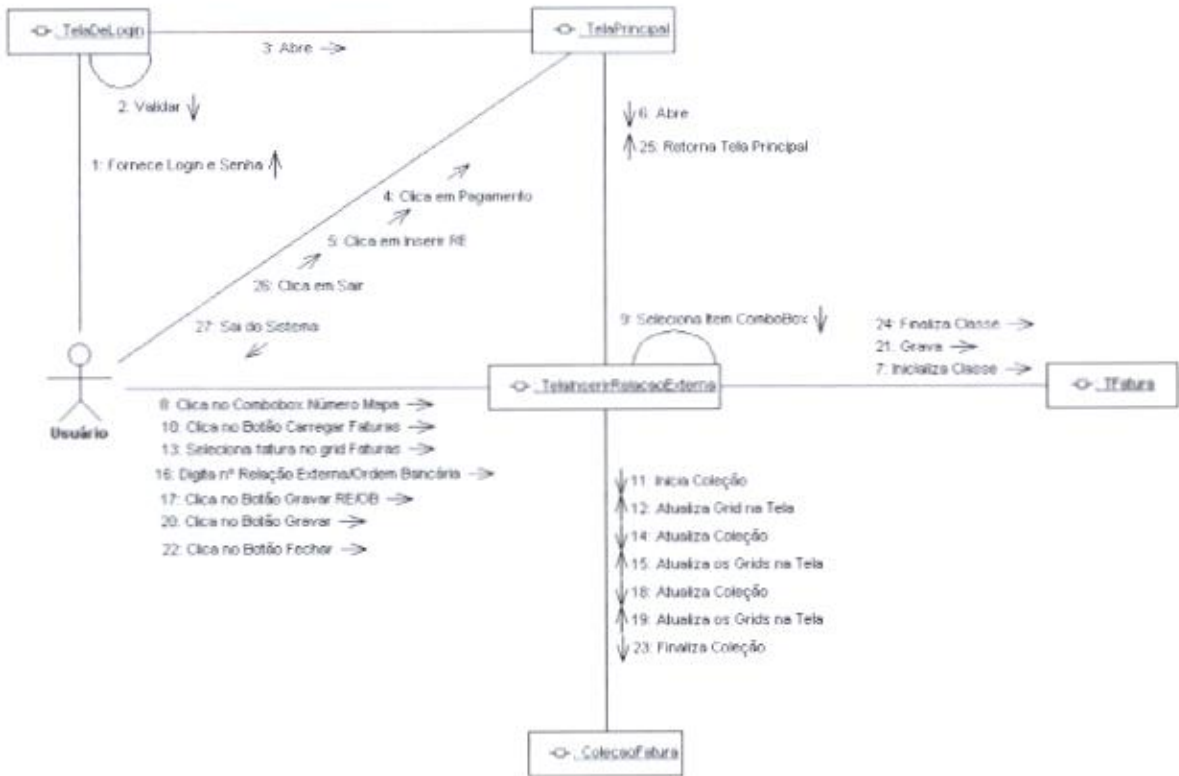 _TelaDeLogin
_TelaPrincipal
3: Abre
2: Validar
6: Abre
25: Retorna Tela Principal
1: Fornece Login e Senha
4: Clica em Pagamento
5: Clica em Inserir RE
26: Clica em Sair
27: Sai do Sistema
9: Seleciona Item ComboBox
24: Finaliza Classe
21: Grava
7: Inicializa Classe
_TelaInserirRelacaoExterna
_TFatura
Usuário
8: Clica no Combobox Número Mapa
10: Clica no Botão Carregar Faturas
13: Seleciona fatura no grid Faturas
16: Digita nº Relação Externa/Ordem Bancária
17: Clica no Botão Gravar RE/OB
20: Clica no Botão Gravar
22: Clica no Botão Fechar
11: Inicia Coleção
12: Atualiza Grid na Tela
14: Atualiza Coleção
15: Atualiza os Grids na Tela
18: Atualiza Coleção
19: Atualiza os Grids na Tela
23: Finaliza Coleção
_ColecaoFatura